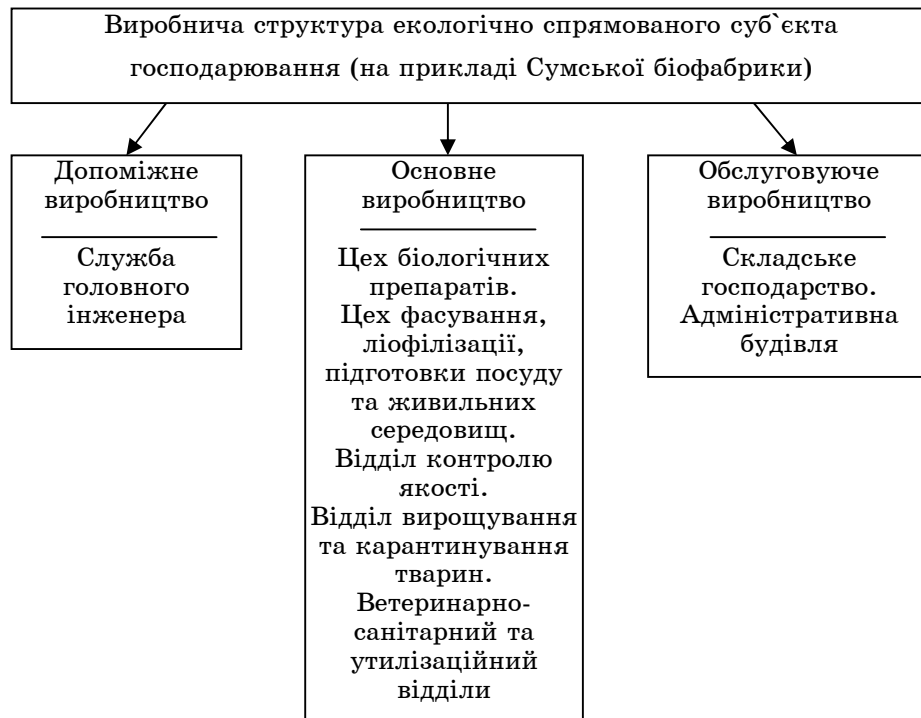 Виробнича структура екологічно спрямованого суб`єкта
господарювання (на прикладі Сумської біофабрики)
Допоміжне
виробництво
Служба
головного
інженера
Основне
виробництво
Цех біологічних
препаратів.
Цех фасування,
ліофілізації,
підготовки посуду
та живильних
середовищ.
Відділ контролю
якості.
Відділ вирощування
та карантинування
тварин.
Ветеринарно-
санітарний та
утилізаційний
відділи
Обслуговуюче
виробництво
Складське
господарство.
Адміністративна
будівля